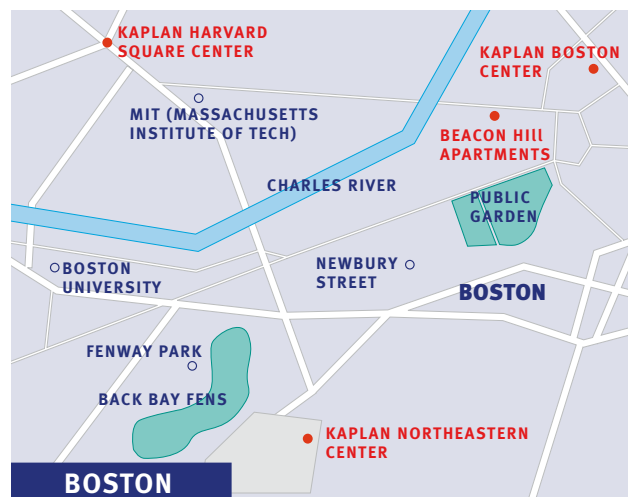 KAPLAN HARVARD
SQUARE CENTER
KAPLAN BOSTON
CENTER
MIT (MASSACHUSETTS
INSTITUTE OF TECH)
BEACON HILL
APARTMENTS
CHARLES RIVER
PUBLIC
GARDEN
BOSTON
UNIVERSITY
NEWBURY
STREET
BOSTON
FENWAY PARK
BACK BAY FENS
KAPLAN NORTHEASTERN
CENTER
BOSTON